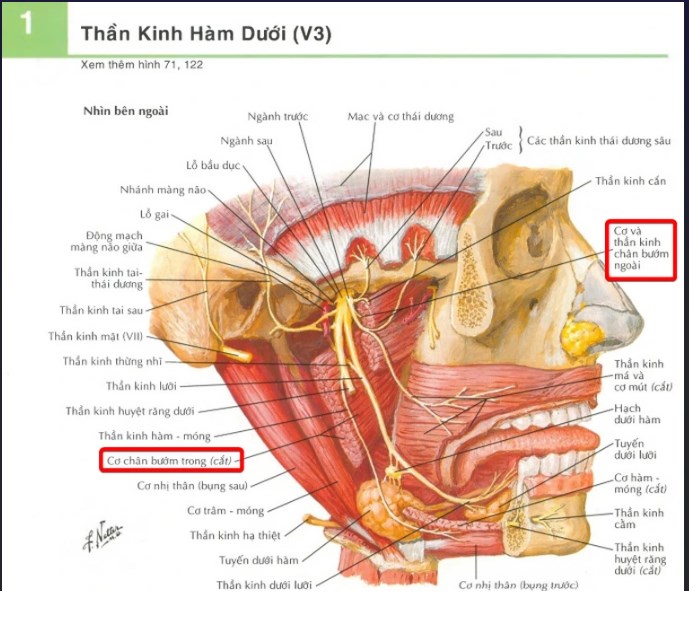 1
Thần Kinh Hàm Dưới (V3)
Xem thêm hình 71, 122
Nhìn bên ngoài
Ngành trước
Mạc và cơ thái dương
Ngành sau
Sau
Trước
Các thần kinh thái dương sâu
Lỗ bầu dục
Nhánh màng não
Lỗ gai
Động mạch
màng não giữa
Thần kinh tai-
thái dương
Thần kinh tai sau
Thần kinh mặt (VII)
Thần kinh thừng nhĩ
Thần kinh lưỡi
Thần kinh huyệt răng dưới
Thần kinh hàm - móng
Cơ chân bướm trong (cắt)
Cơ nhị thân (bụng sau)
Cơ trâm - móng
Thần kinh hạ thiệt
Tuyến dưới hàm
Thần kinh dưới lưỡi
Thần kinh cắn
Cơ và
thần kinh
chân bướm
ngoài
Thần kinh
má và
cơ mút (cắt)
Hạch
dưới hàm
Tuyến
dưới lưỡi
Cơ hàm -
móng (cắt)
Thần kinh
cằm
Thần kinh
huyệt răng
dưới (cắt)
Cơ nhị thân (bụng trước)